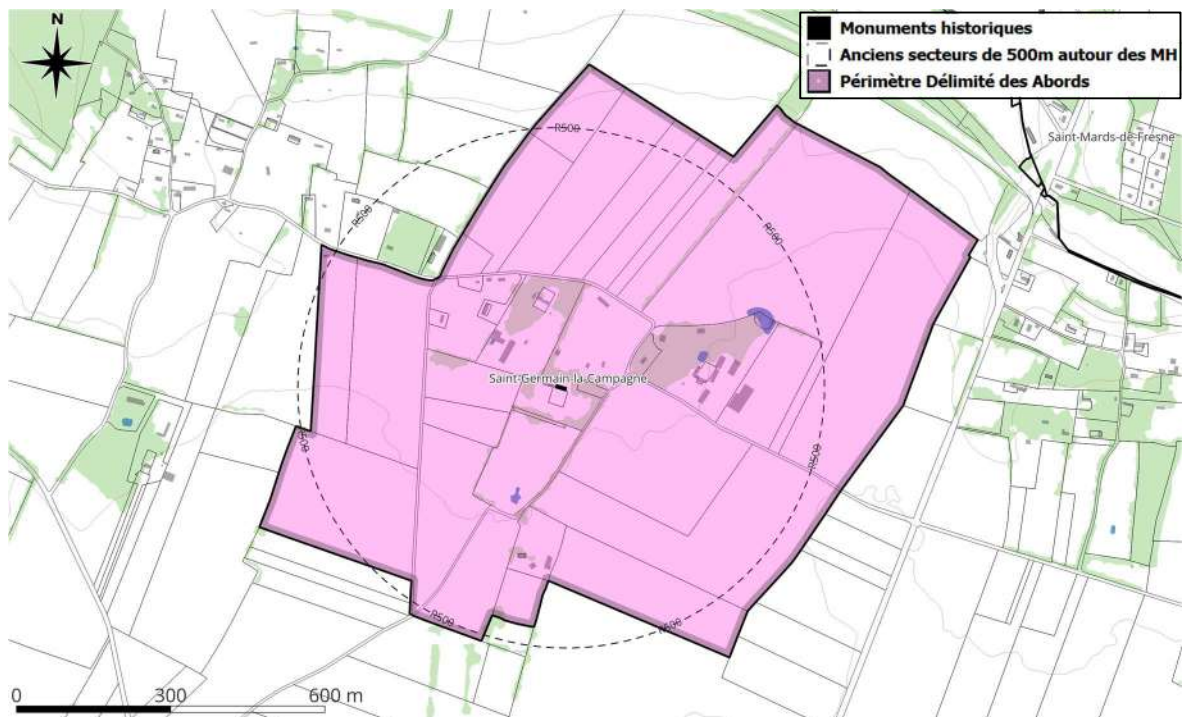 N
Monuments historiques
Anciens secteurs de 500m autour des MH
Périmètre Délimité des Abords
Saint-Mards-de-Fresne
R500
R500
R500
Saint-Germain-la-Campagne
R500
R500
R500
R500
0 300 600 m